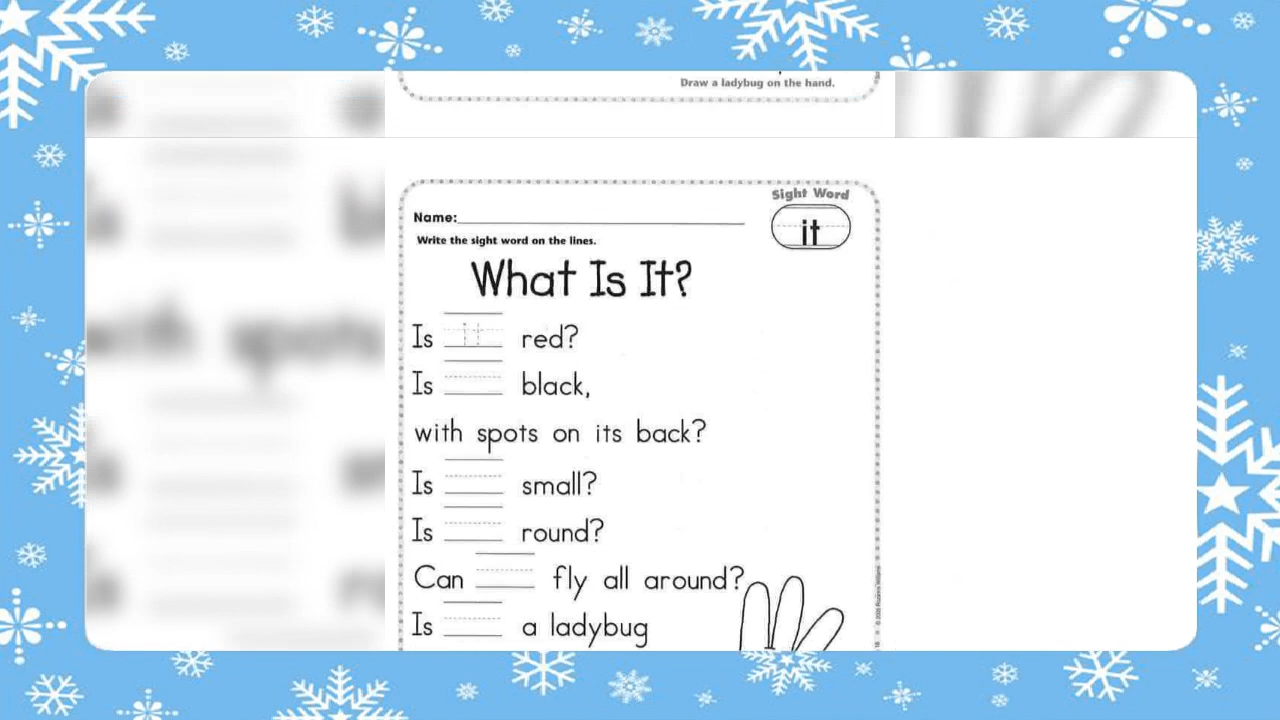 Draw a ladybug on the hand.
Sight Word
it
Name:
Write the sight word on the lines.
What Is It?
Is it red?
Is black,
with spots on its back?
Is small?
Is round?
Can fly all around?
Is a ladybug
with spots